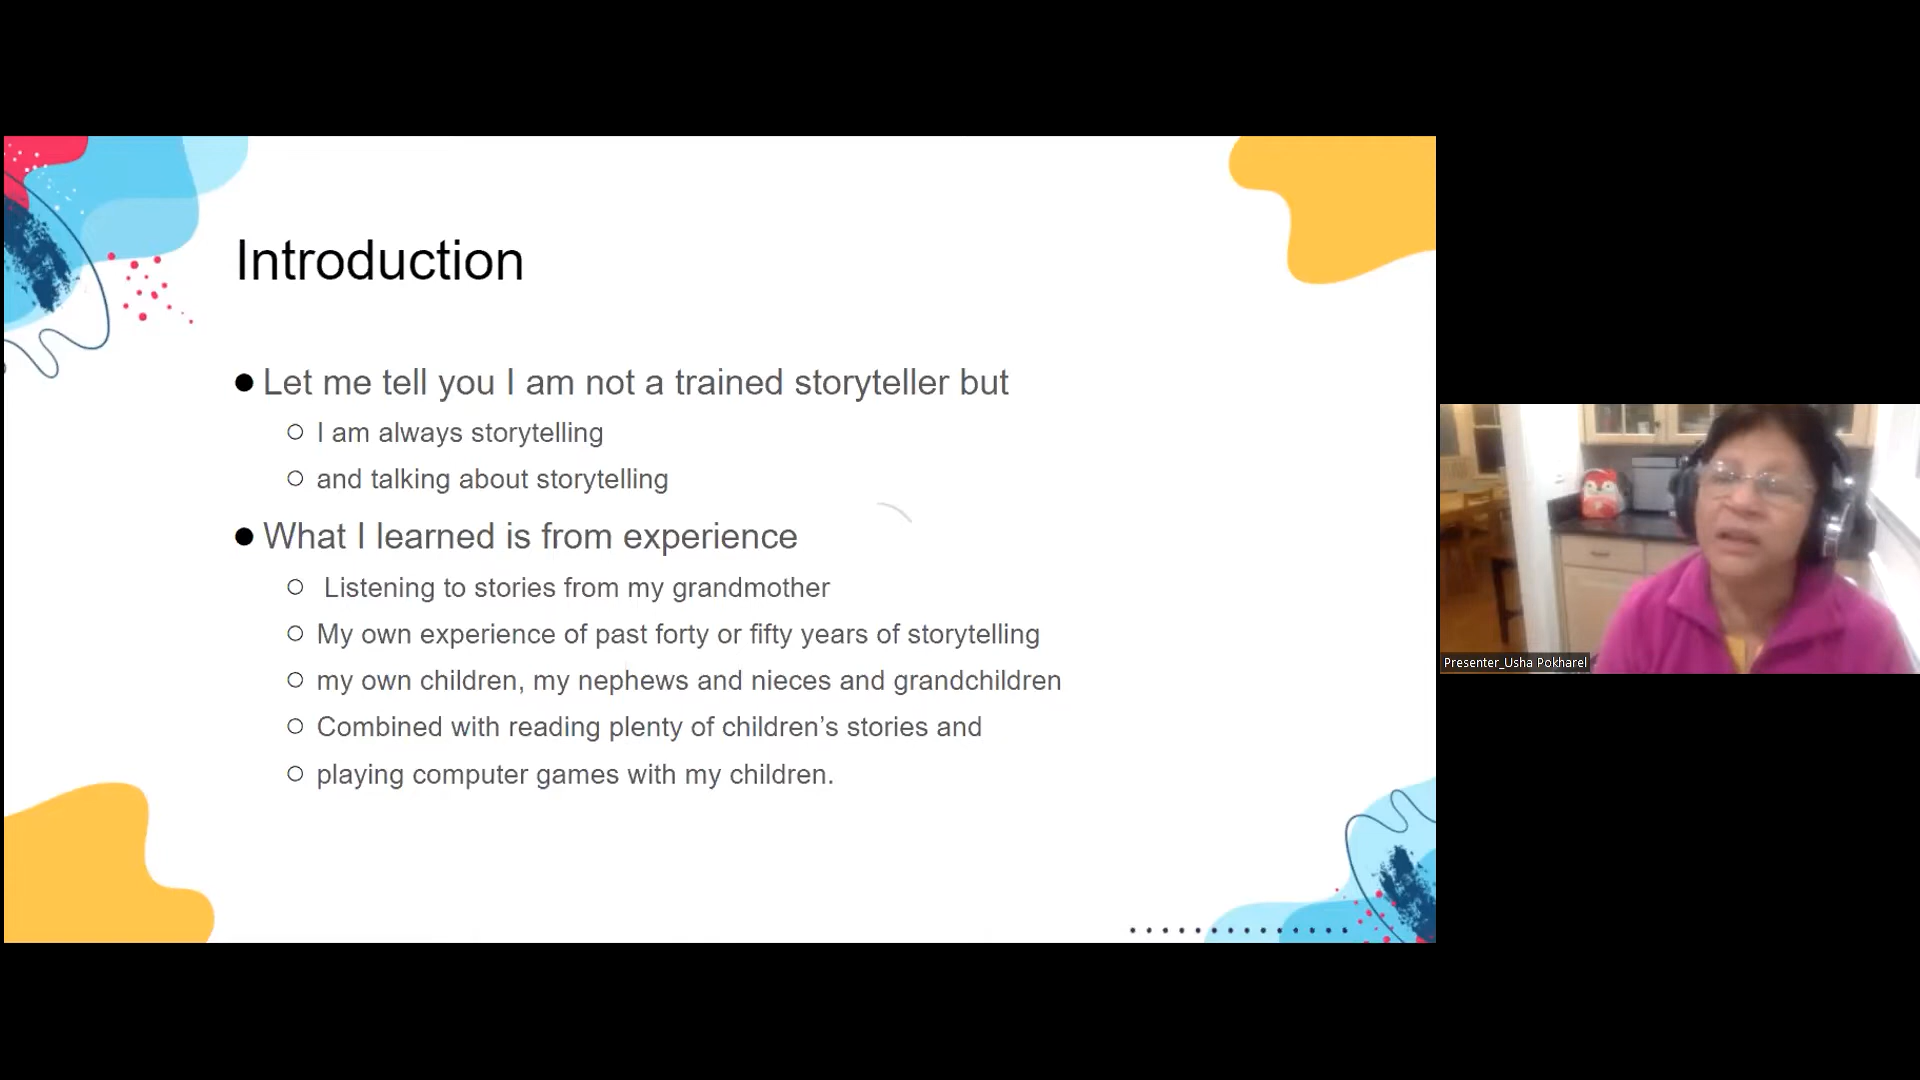 Introduction
● Let me tell you I am not a trained storyteller but
○ I am always storytelling
○ and talking about storytelling
● What I learned is from experience
○ Listening to stories from my grandmother
○ My own experience of past forty or fifty years of storytelling
○ my own children, my nephews and nieces and grandchildren
○ Combined with reading plenty of children’s stories and
○ playing computer games with my children.
Presenter_Usha Pokharel